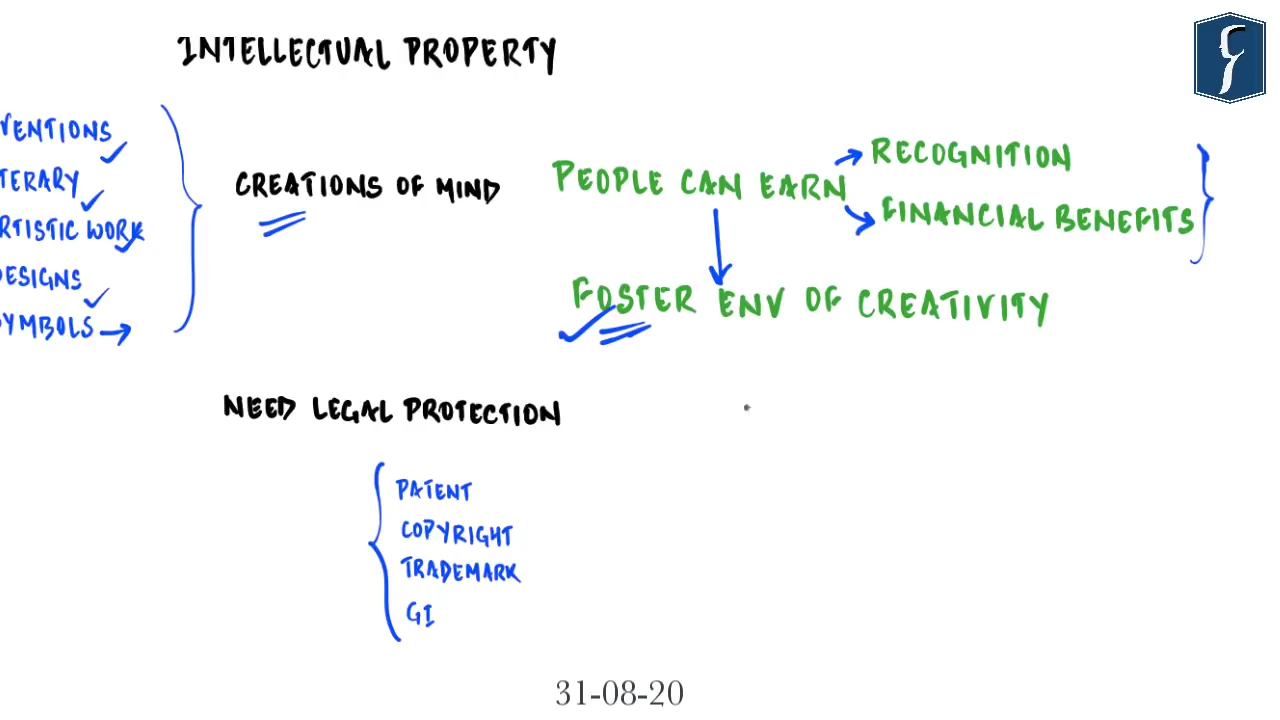 INTELLECTUAL PROPERTY
VENTIONS
TERARY
RTISTIC WORK
DESIGNS
YMBOLS →
CREATIONS OF MIND
PEOPLE CAN EARN
RECOGNITION
FINANCIAL BENEFITS
FOSTER ENV OF CREATIVITY
NEED LEGAL PROTECTION
PATENT
COPYRIGHT
TRADEMARK
GI
31-08-20